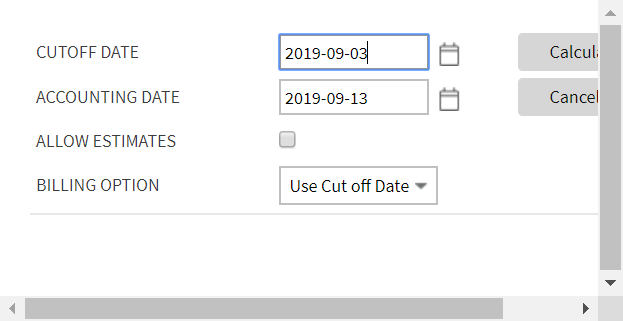 CUTOFF DATE 2019-09-03
ACCOUNTING DATE 2019-09-13 Cancel
ALLOW ESTIMATES
BILLING OPTION Use Cut off Date